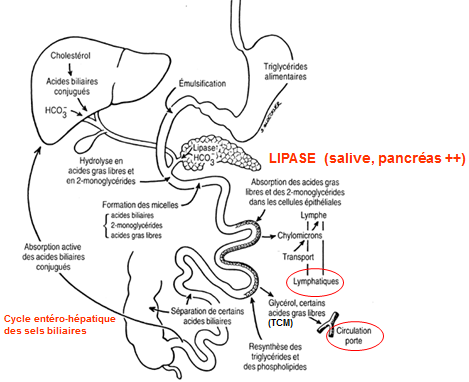 Cholestérol
Acides biliaires
conjugués
HCO3-
Émulsification
Triglycérides
alimentaires
Lipase
HCO3-
LIPASE (salive, pancréas ++)
Hydrolyse en
acides gras libres et
en 2-monoglycérides
Formation des micelles
acides biliaires
2-monoglycérides
acides gras libres
Absorption des acides gras
libres et des 2-monoglycérides
dans les cellules épithéliales
Lymphe
Chylomicrons
Transport
Lymphatiques
Absorption active
des acides biliaires
conjugués
Cycle entéro-hépatique
des sels biliaires
Séparation de certains
acides biliaires
Glycérol, certains
acides gras libres
(TCM)
Circulation
porte
Resynthèse des
triglycérides et
des phospholipides